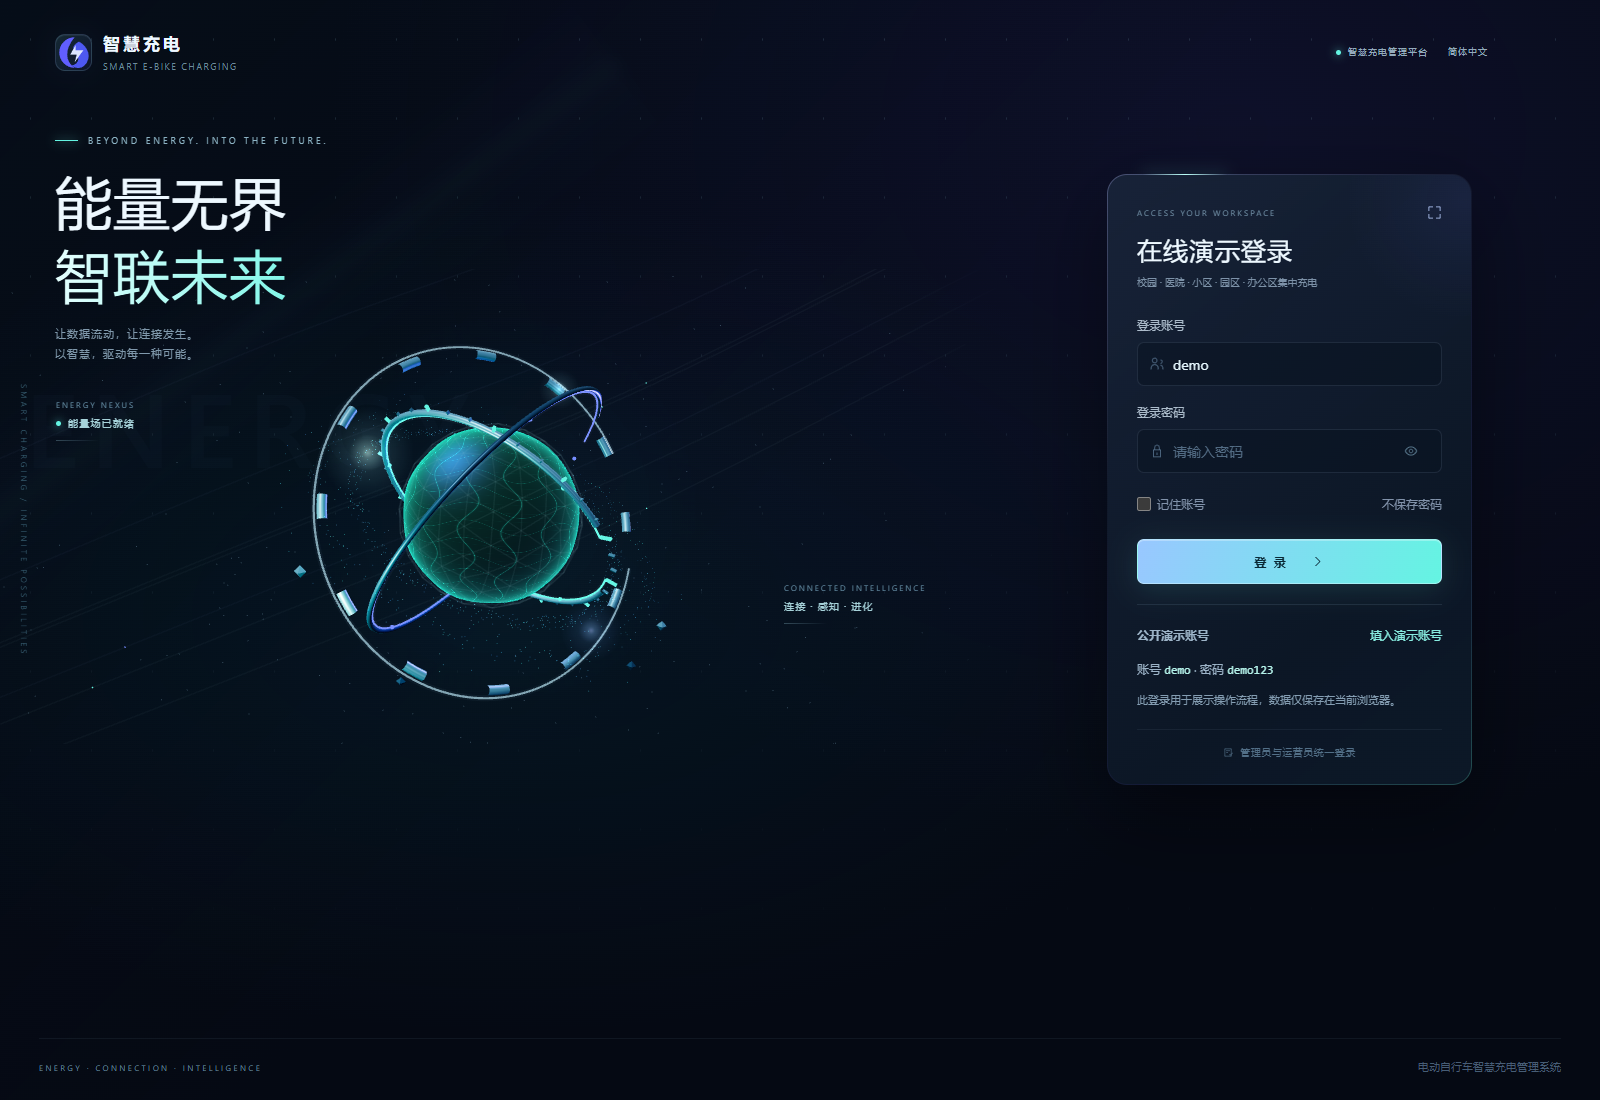 智慧充电
SMART E-BIKE CHARGING
智慧充电管理平台
简体中文
BEYOND ENERGY. INTO THE FUTURE.
能量无界
智联未来
让数据流动，让连接发生。
以智慧，驱动每一种可能。
ENERGY NEXUS
能量场已就绪
SMART CHARGING / INFINITE POSSIBILITIES
CONNECTED INTELLIGENCE
连接 · 感知 · 进化
ACCESS YOUR WORKSPACE
在线演示登录
校园 · 医院 · 小区 · 园区 · 办公区集中充电
登录账号
demo
登录密码
请输入密码
记住账号
不保存密码
登 录
公开演示账号
填入演示账号
账号 demo · 密码 demo123
此登录用于展示操作流程，数据仅保存在当前浏览器。
管理员与运营员统一登录
ENERGY · CONNECTION · INTELLIGENCE
电动自行车智慧充电管理系统